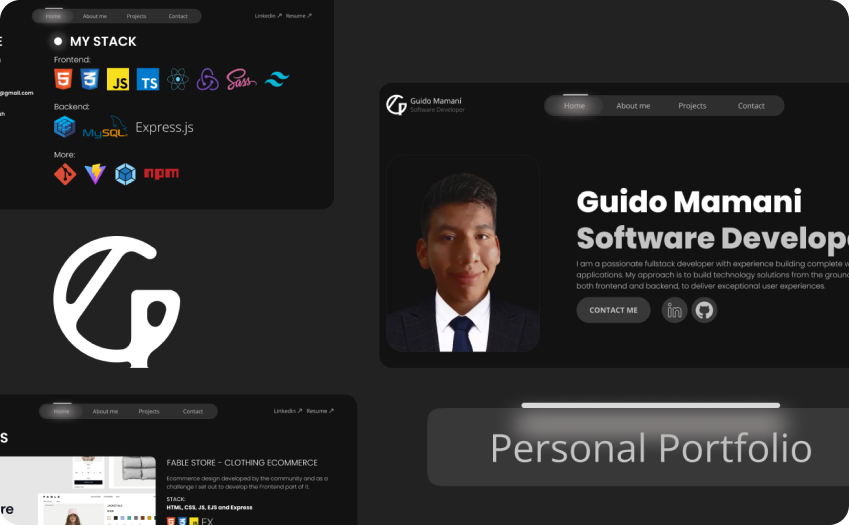 Home About me Projects Contact
LinkedIn ↗ Resume ↗
MY STACK
Frontend:
JS TS Sass
@gmail.com
Backend:
MySQL Express.js
More:
npm
Guido Mamani
Software Developer
Home About me Projects Contact
Guido Mamani
Software Develope
I am a passionate fullstack developer with experience building complete w
applications. My approach is to build technology solutions from the ground
both frontend and backend, to deliver exceptional user experiences.
CONTACT ME
in
Home About me Projects Contact
LinkedIn ↗ Resume ↗
S
FABLE STORE - CLOTHING ECOMMERCE
Ecommerce design developed by the community and as a
challenge I set out to develop the Frontend part of it.
STACK:
HTML, CSS, JS, EJS and Express
JS EX
FABLE
re
Personal Portfolio